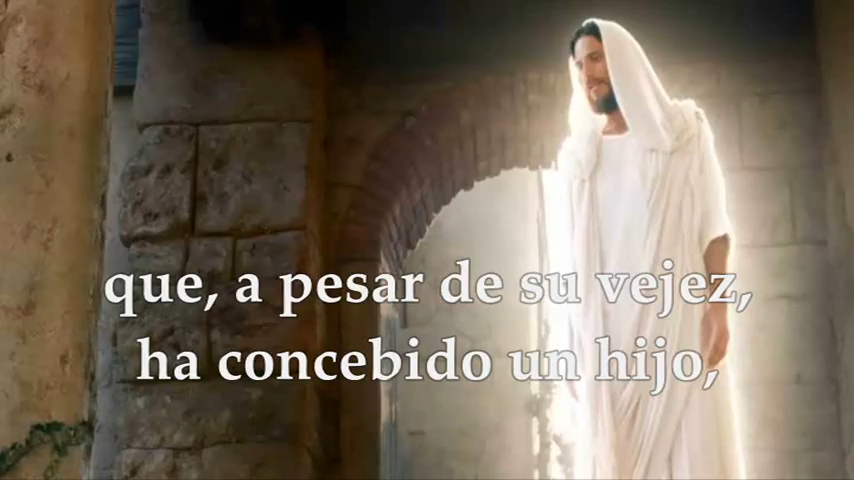 que, a pesar de su vejez,
ha concebido un hijo,